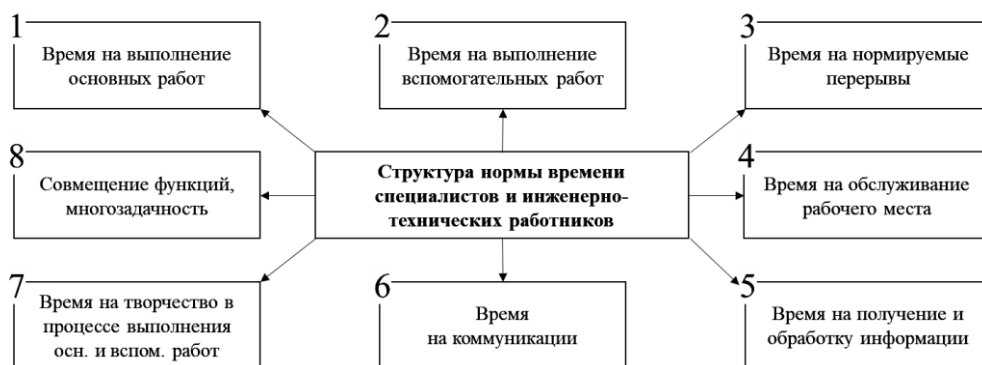 1
Время на выполнение
основных работ
2
Время на выполнение
вспомогательных работ
3
Время на нормируемые
перерывы
8
Совмещение функций,
многозадачность
Структура нормы времени
специалистов и инженерно-
технических работников
4
Время на обслуживание
рабочего места
7
Время на творчество в
процессе выполнения
осн. и вспом. работ
6
Время
на коммуникации
5
Время на получение и
обработку информации